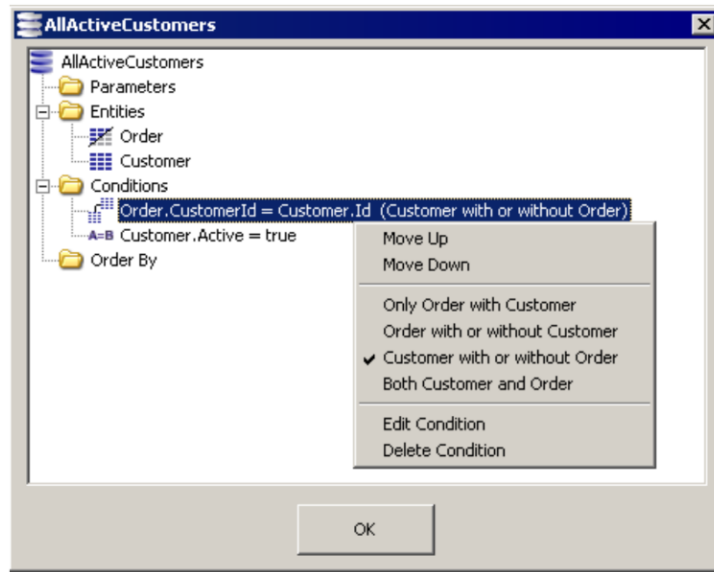 AllActiveCustomers
AllActiveCustomers
Parameters
Entities
Order
Customer
Conditions
Order.CustomerId = Customer.Id (Customer with or without Order)
A=B Customer.Active = true
Order By
Move Up
Move Down
Only Order with Customer
Order with or without Customer
Customer with or without Order
Both Customer and Order
Edit Condition
Delete Condition
OK